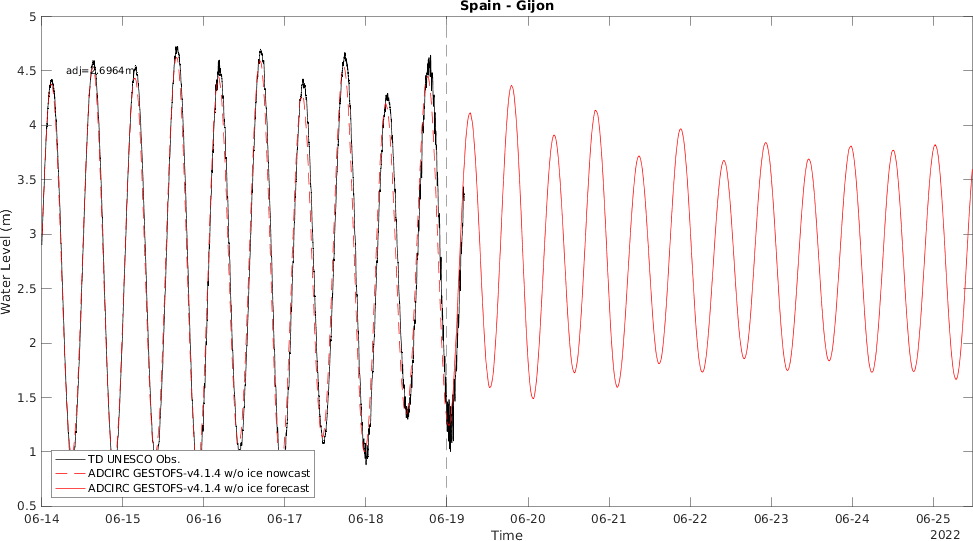 Spain - Gijon
5
4.5
4
3.5
3
2.5
2
1.5
1
0.5
Water Level (m)
adj=2.6964m
TD UNESCO Obs.
ADCIRC GESTOFS-v4.1.4 w/o ice nowcast
ADCIRC GESTOFS-v4.1.4 w/o ice forecast
06-14 06-15 06-16 06-17 06-18 06-19 06-20 06-21 06-22 06-23 06-24 06-25
Time
2022